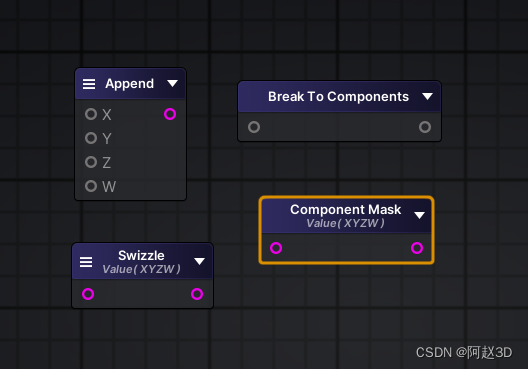 Append
X
Y
Z
W
Break To Components
Component Mask
Value( XYZW )
Swizzle
Value( XYZW )
CSDN @阿赵3D